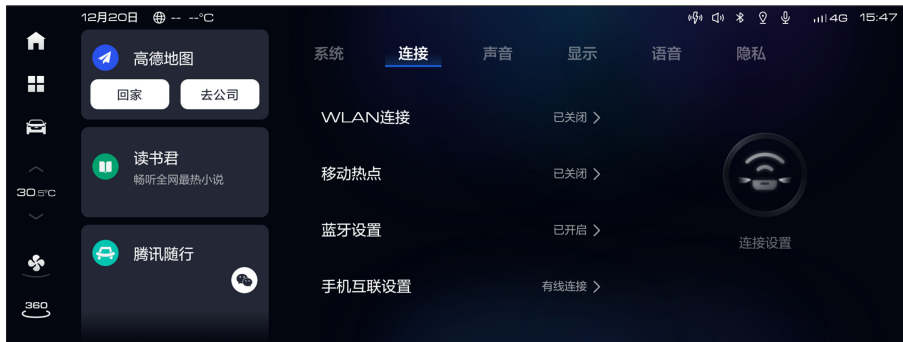 12月20日 -- --°C 4G 15:47
高德地图
回家 去公司
读书君
畅听全网最热小说
腾讯随行
30.5°C
360
系统 连接 声音 显示 语音 隐私
WLAN连接 已关闭
移动热点 已关闭
蓝牙设置 已开启
手机互联设置 有线连接
连接设置